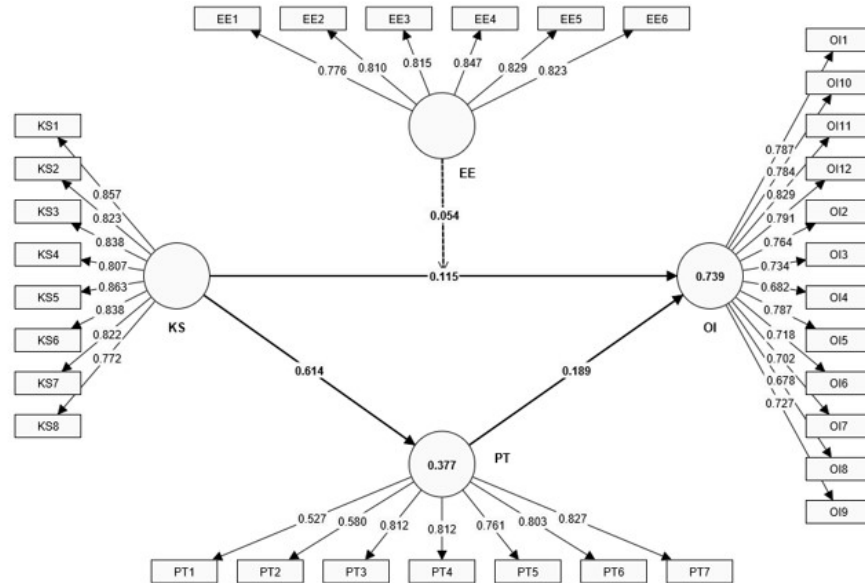 EE1 EE2 EE3 EE4 EE5 EE6
0.776 0.810 0.815 0.847 0.829 0.823
EE
0.054
KS1
KS2
KS3
KS4
KS5
KS6
KS7
KS8
0.857
0.823
0.838
0.807
0.863
0.838
0.822
0.772
KS
0.115
0.614
0.189
OI1
OI10
OI11
OI12
OI2
OI3
OI4
OI5
OI6
OI7
OI8
OI9
0.787
0.784
0.829
0.791
0.764
0.734
0.682
0.787
0.718
0.702
0.678
0.727
0.739
OI
0.377
PT
0.527 0.580 0.812 0.812 0.761 0.803 0.827
PT1 PT2 PT3 PT4 PT5 PT6 PT7